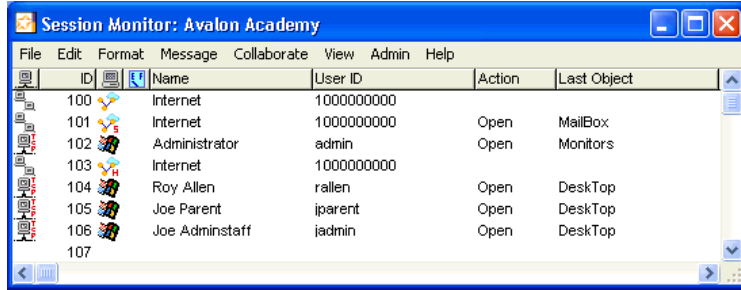 Session Monitor: Avalon Academy
File Edit Format Message Collaborate View Admin Help
ID Name User ID Action Last Object
100 Internet 1000000000
101 S Internet 1000000000 Open MailBox
102 Administrator admin Open Monitors
103 H Internet 1000000000
104 Roy Allen rallen Open DeskTop
105 Joe Parent jparent Open DeskTop
106 Joe Adminstaff jadmin Open DeskTop
107